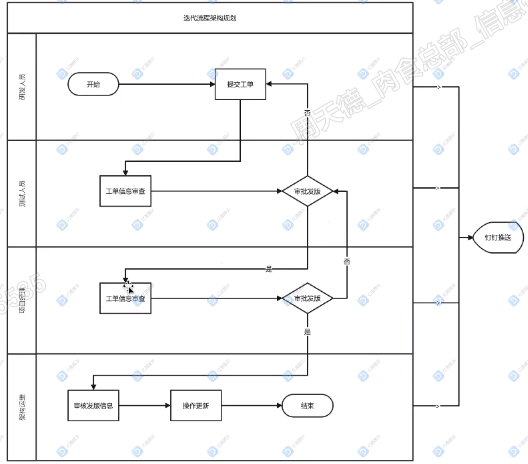 迭代流程架构规划
研发人员
开始
提交工单
否
测试人员
工单信息审查
审批发版
是
否
项目经理
工单信息审查
审批发版
是
钉钉推送
架构运维
审核发版信息
操作更新
结束
周天德_肉食总部_信息